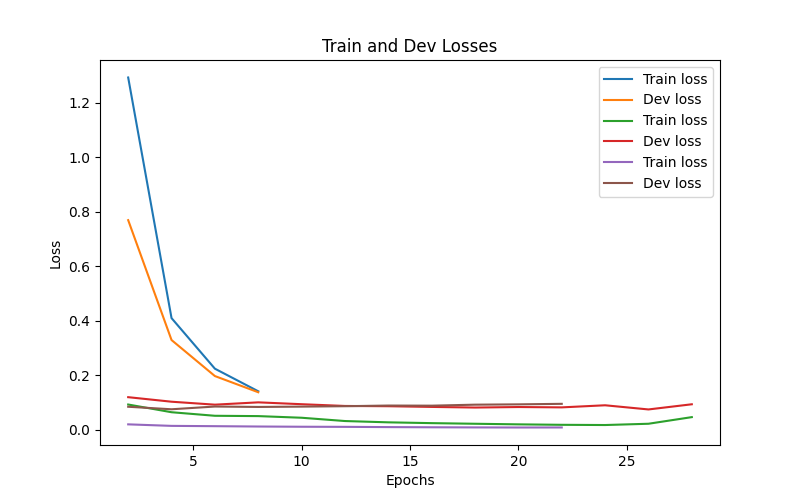 Train and Dev Losses
Train loss
Dev loss
Train loss
Dev loss
Train loss
Dev loss
1.2
1.0
0.8
0.6
0.4
0.2
0.0
Loss
5
10
15
20
25
Epochs